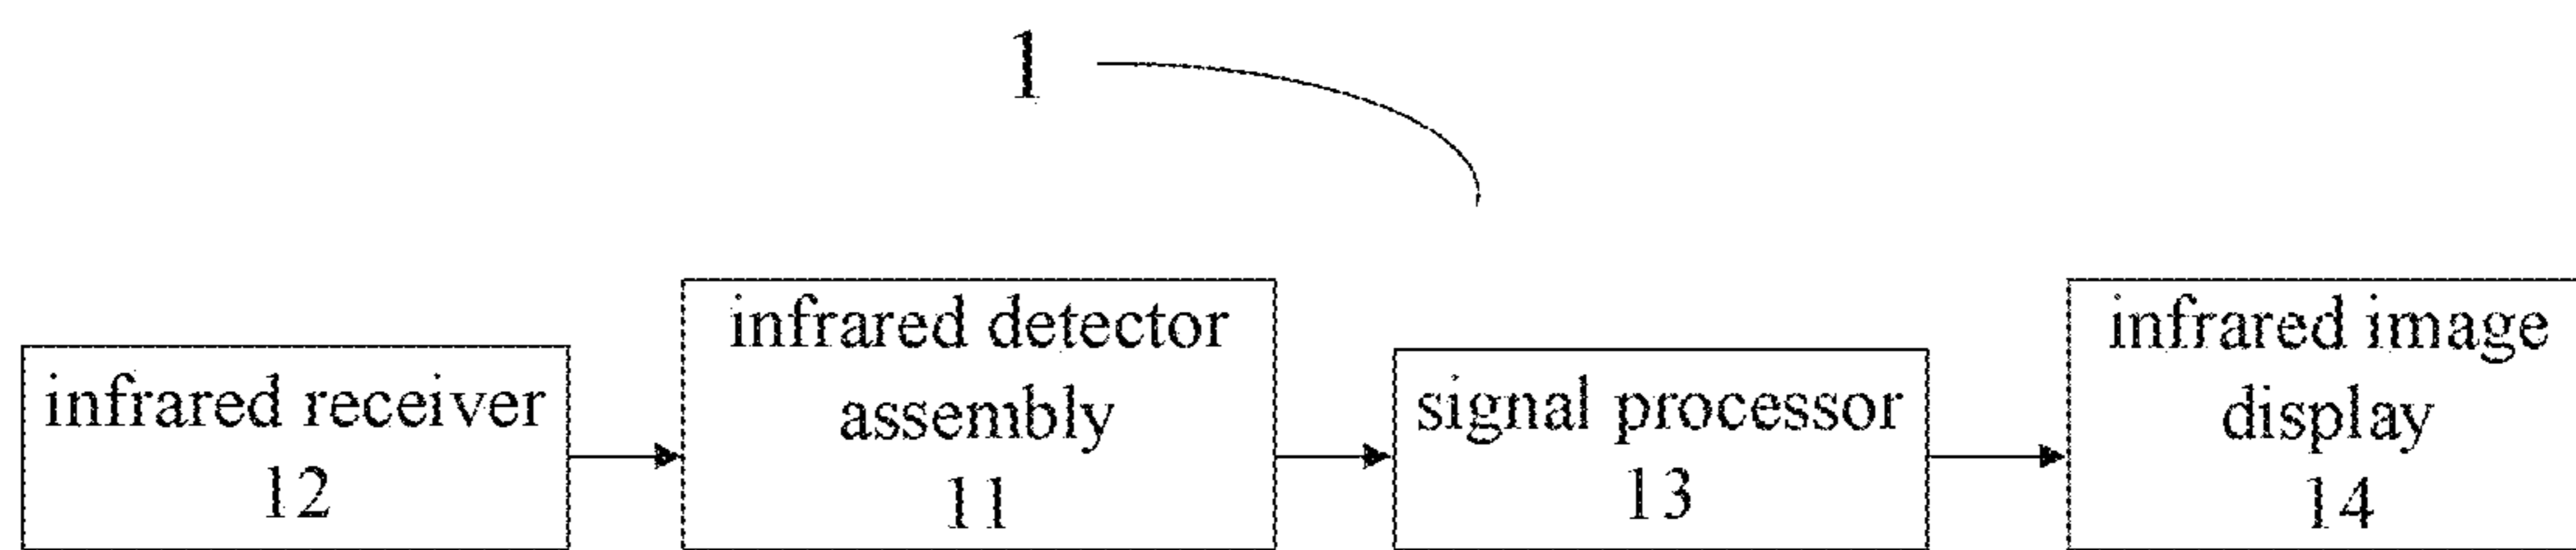 1
infrared receiver
12
infrared detector
assembly
11
signal processor
13
infrared image
display
14